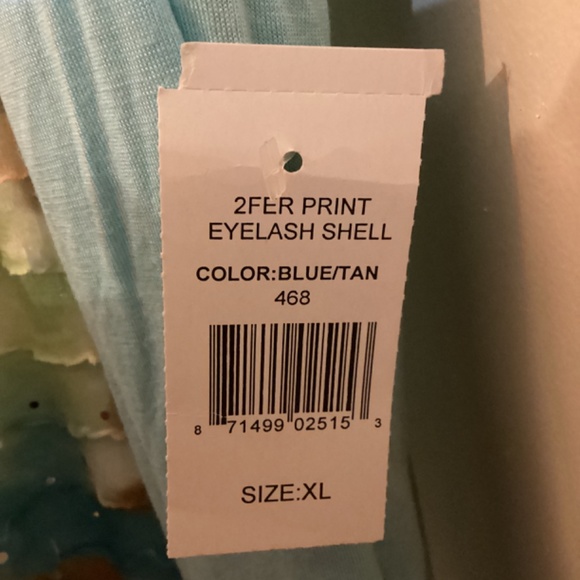 2FER PRINT
EYELASH SHELL
COLOR:BLUE/TAN
468
8 71499 02515 3
SIZE:XL